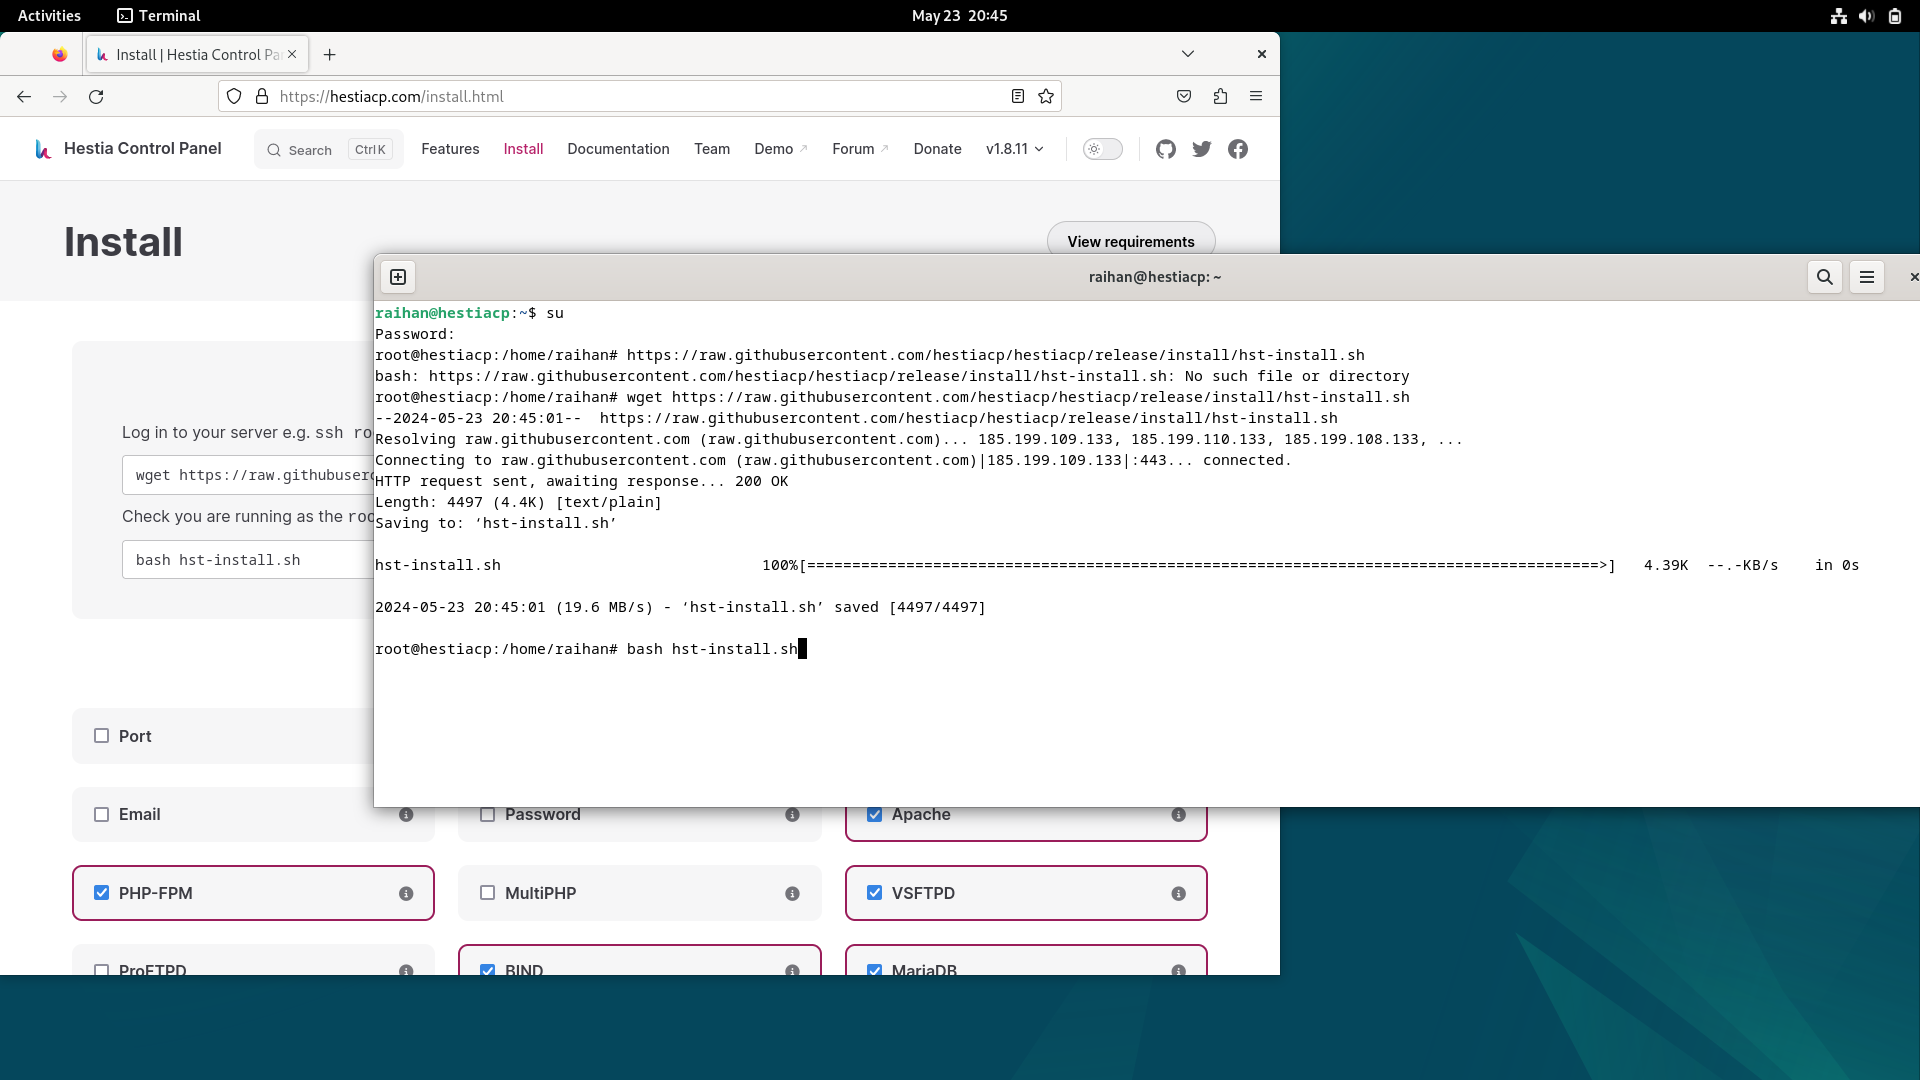 Activities
Terminal
May 23 20:45
Install | Hestia Control Pa
https://hestiacp.com/install.html
Hestia Control Panel
Search
Ctrl K
Features
Install
Documentation
Team
Demo
Forum
Donate
v1.8.11
Install
View requirements
Log in to your server e.g. ssh ro
wget https://raw.githubuserc
Check you are running as the roo
bash hst-install.sh
raihan@hestiacp: ~
raihan@hestiacp:~$ su
Password:
root@hestiacp:/home/raihan# https://raw.githubusercontent.com/hestiacp/hestiacp/release/install/hst-install.sh
bash: https://raw.githubusercontent.com/hestiacp/hestiacp/release/install/hst-install.sh: No such file or directory
root@hestiacp:/home/raihan# wget https://raw.githubusercontent.com/hestiacp/hestiacp/release/install/hst-install.sh
--2024-05-23 20:45:01--  https://raw.githubusercontent.com/hestiacp/hestiacp/release/install/hst-install.sh
Resolving raw.githubusercontent.com (raw.githubusercontent.com)... 185.199.109.133, 185.199.110.133, 185.199.108.133, ...
Connecting to raw.githubusercontent.com (raw.githubusercontent.com)|185.199.109.133|:443... connected.
HTTP request sent, awaiting response... 200 OK
Length: 4497 (4.4K) [text/plain]
Saving to: ‘hst-install.sh’
hst-install.sh 100%[========================================================================================>] 4.39K --.-KB/s in 0s
2024-05-23 20:45:01 (19.6 MB/s) - ‘hst-install.sh’ saved [4497/4497]
root@hestiacp:/home/raihan# bash hst-install.sh
Port
Email
Password
Apache
PHP-FPM
MultiPHP
VSFTPD
ProFTPD
BIND
MariaDB